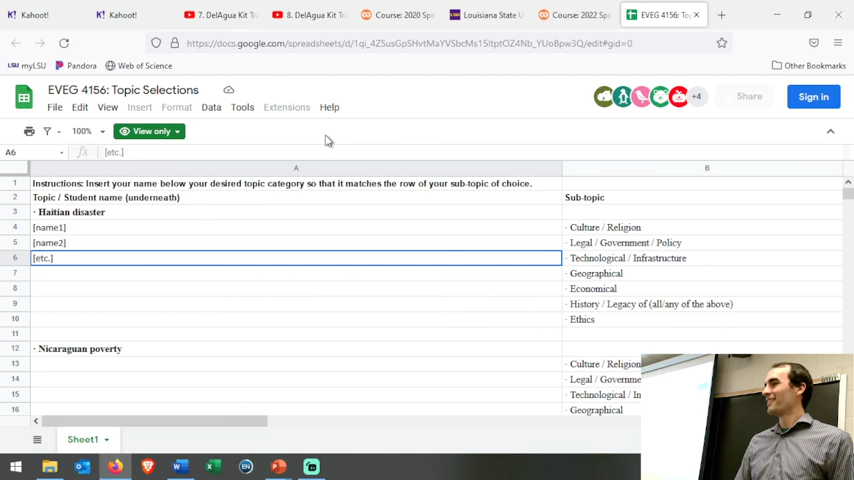 Kahoot!
Kahoot!
7. DelAgua Kit Tr
8. DelAgua Kit Tu
Course: 2020 Spri
Louisiana State U
Course: 2022 Spr
EVEG 4156: Top
https://docs.google.com/spreadsheets/d/1qi_4ZSusGpSHvtMaYVSbcMs15ItptOZ4Nb_YUoBpw3Q/edit#gid=0
LSU myLSU
Pandora
Web of Science
Other Bookmarks
EVEG 4156: Topic Selections
File Edit View Insert Format Data Tools Extensions Help
+4
Share
Sign in
100%
View only
A6
fx
[etc.]
A B
1 Instructions: Insert your name below your desired topic category so that it matches the row of your sub-topic of choice.
2 Topic / Student name (underneath) Sub-topic
3 · Haitian disaster
4 [name1] · Culture / Religion
5 [name2] · Legal / Government / Policy
6 [etc.] · Technological / Infrastructure
7 · Geographical
8 · Economical
9 · History / Legacy of (all/any of the above)
10 · Ethics
11
12 · Nicaraguan poverty
13 · Culture / Religion
14 · Legal / Governme
15 · Technological / In
16 · Geographical
Sheet1